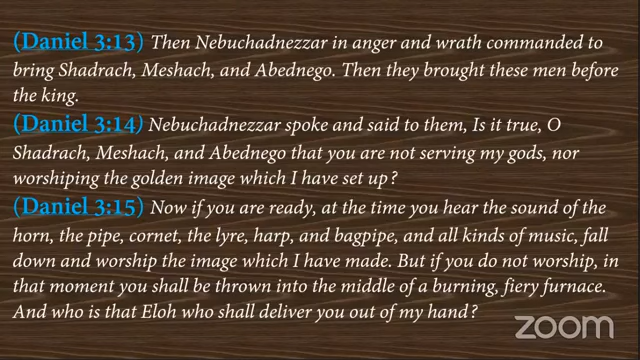 (Daniel 3:13) Then Nebuchadnezzar in anger and wrath commanded to
bring Shadrach, Meshach, and Abednego. Then they brought these men before
the king.
(Daniel 3:14) Nebuchadnezzar spoke and said to them, Is it true, O
Shadrach, Meshach, and Abednego that you are not serving my gods, nor
worshiping the golden image which I have set up?
(Daniel 3:15) Now if you are ready, at the time you hear the sound of the
horn, the pipe, cornet, the lyre, harp, and bagpipe, and all kinds of music, fall
down and worship the image which I have made. But if you do not worship, in
that moment you shall be thrown into the middle of a burning, fiery furnace.
And who is that Eloh who shall deliver you out of my hand?
zoom